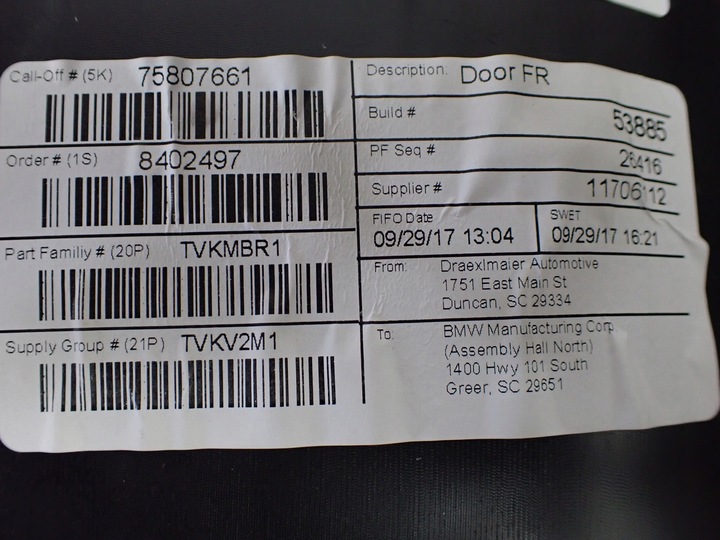 Call-Off # (5K) 75807661
Order # (1S) 8402497
Part Familiy # (20P) TVKMBR1
Supply Group # (21P) TVKV2M1
Description: Door FR
Build # 53885
PF Seq # 26416
Supplier # 11706112
FIFO Date
09/29/17 13:04
SWET
09/29/17 16:21
From: Draexlmaier Automotive
1751 East Main St
Duncan, SC 29334
To: BMW Manufacturing Corp.
(Assembly Hall North)
1400 Hwy 101 South
Greer, SC 29651